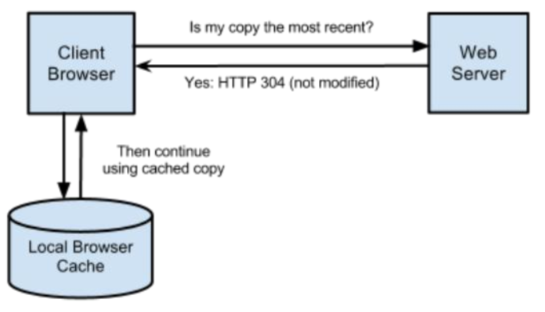 Is my copy the most recent?
Client
Browser
Web
Server
Yes: HTTP 304 (not modified)
Then continue
using cached copy
Local Browser
Cache